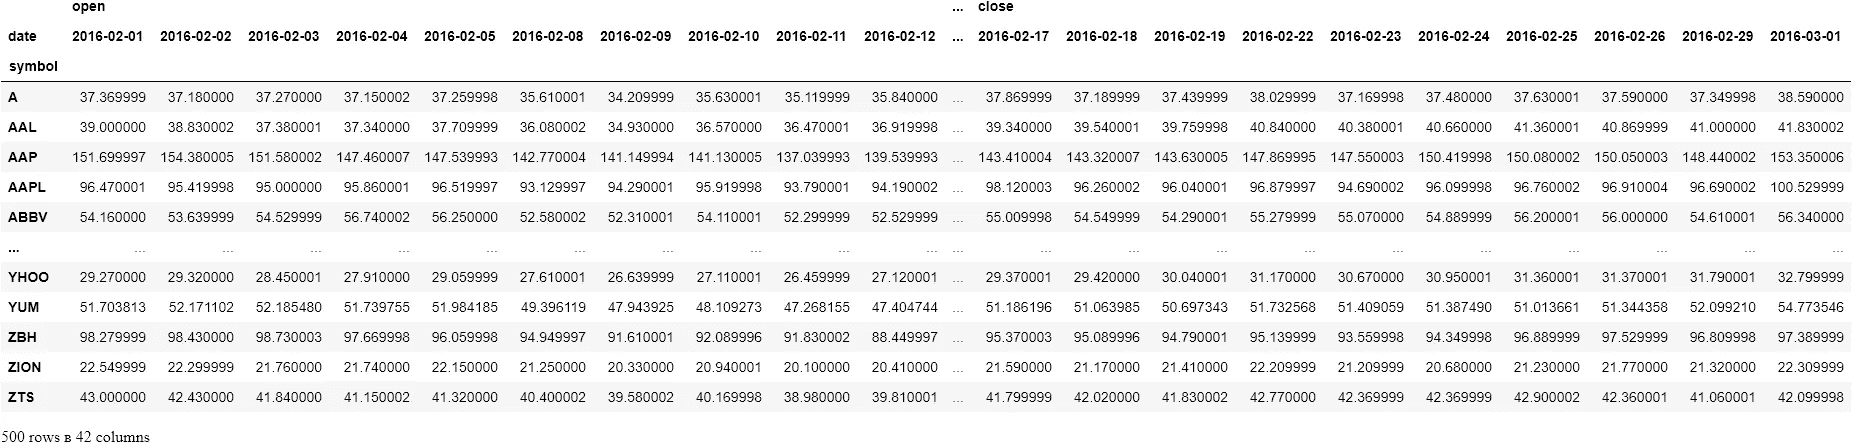 open ... close
date 2016-02-01 2016-02-02 2016-02-03 2016-02-04 2016-02-05 2016-02-08 2016-02-09 2016-02-10 2016-02-11 2016-02-12 ... 2016-02-17 2016-02-18 2016-02-19 2016-02-22 2016-02-23 2016-02-24 2016-02-25 2016-02-26 2016-02-29 2016-03-01
symbol
A 37.369999 37.180000 37.270000 37.150002 37.259998 35.610001 34.209999 35.630001 35.119999 35.840000 ... 37.869999 37.189999 37.439999 38.029999 37.169998 37.480000 37.630001 37.590000 37.349998 38.590000
AAL 39.000000 38.830002 37.380001 37.340000 37.709999 36.080002 34.930000 36.570000 36.470001 36.919998 ... 39.340000 39.540001 39.759998 40.840000 40.380001 40.660000 41.360001 40.869999 41.000000 41.830002
AAP 151.699997 154.380005 151.580002 147.460007 147.539993 142.770004 141.149994 141.130005 137.039993 139.539993 ... 143.410004 143.320007 143.630005 147.869995 147.550003 150.419998 150.080002 150.050003 148.440002 153.350006
AAPL 96.470001 95.419998 95.000000 95.860001 96.519997 93.129997 94.290001 95.919998 93.790001 94.190002 ... 98.120003 96.260002 96.040001 96.879997 94.690002 96.099998 96.760002 96.910004 96.690002 100.529999
ABBV 54.160000 53.639999 54.529999 56.740002 56.250000 52.580002 52.310001 54.110001 52.299999 52.529999 ... 55.009998 54.549999 54.290001 55.279999 55.070000 54.889999 56.200001 56.000000 54.610001 56.340000
... ... ... ... ... ... ... ... ... ... ... ... ... ... ... ... ... ... ... ... ... ...
YHOO 29.270000 29.320000 28.450001 27.910000 29.059999 27.610001 26.639999 27.110001 26.459999 27.120001 ... 29.370001 29.420000 30.040001 31.170000 30.670000 30.950001 31.360001 31.370001 31.790001 32.799999
YUM 51.703813 52.171102 52.185480 51.739755 51.984185 49.396119 47.943925 48.109273 47.268155 47.404744 ... 51.186196 51.063985 50.697343 51.732568 51.409059 51.387490 51.013661 51.344358 52.099210 54.773546
ZBH 98.279999 98.430000 98.730003 97.669998 96.059998 94.949997 91.610001 92.089996 91.830002 88.449997 ... 95.370003 95.089996 94.790001 95.139999 93.559998 94.349998 96.889999 97.529999 96.809998 97.389999
ZION 22.549999 22.299999 21.760000 21.740000 22.150000 21.250000 20.330000 20.940001 20.100000 20.410000 ... 21.590000 21.170000 21.410000 22.209999 21.209999 20.680000 21.230000 21.770000 21.320000 22.309999
ZTS 43.000000 42.430000 41.840000 41.150002 41.320000 40.400002 39.580002 40.169998 38.980000 39.810001 ... 41.799999 42.020000 41.830002 42.770000 42.369999 42.369999 42.900002 42.360001 41.060001 42.099998
500 rows в 42 columns